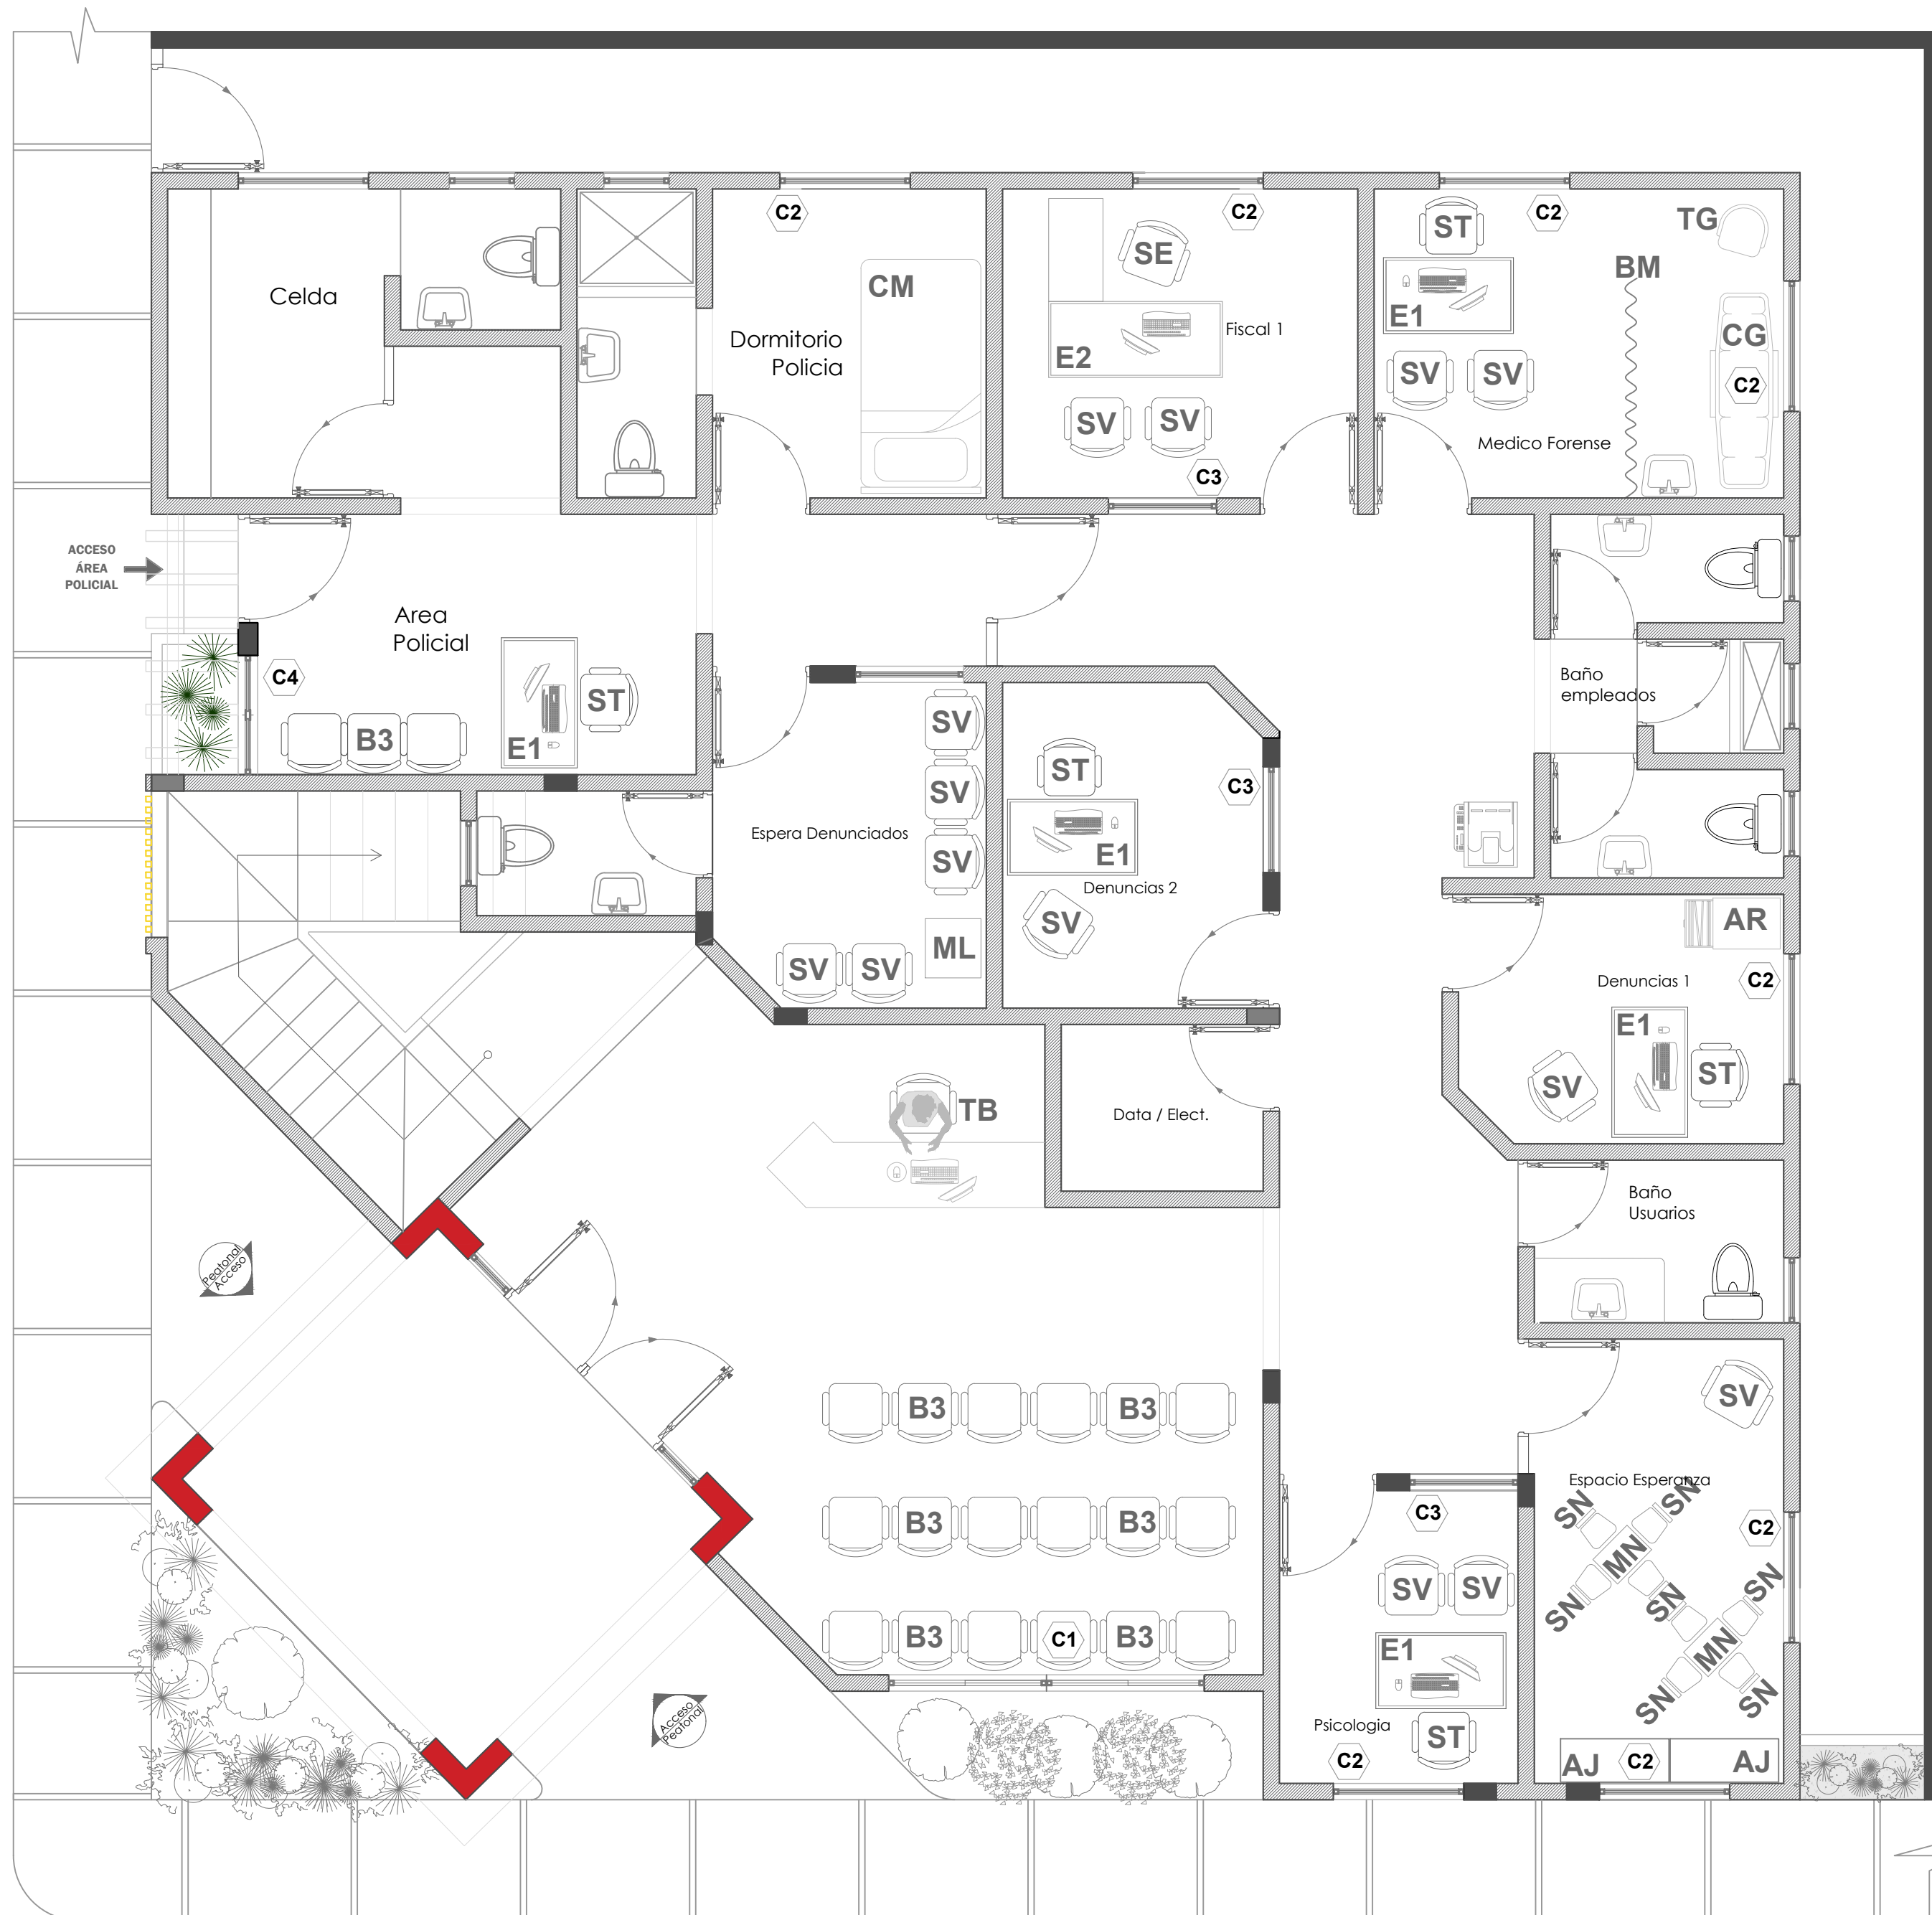 C2
C2
ST
C2
TG
SE
BM
CM
Celda
E1
E2
Fiscal 1
CG
Dormitorio
Policia
SV
SV
C2
SV
SV
Medico Forense
C3
ACCESO
ÁREA
POLICIAL
Area
Policial
C4
Baño
empleados
ST
B3
E1
SV
ST
C3
SV
Espera Denunciados
E1
SV
Denuncias 2
SV
AR
ML
SV
SV
Denuncias 1
C2
E1
SV
ST
TB
Data / Elect.
Baño
Usuarios
Peatonal
Acceso
SV
B3
B3
Espacio Esperanza
SN
SN
B3
B3
C3
C2
MN
SV
SV
SN
SN
SN
B3
C1
B3
E1
MN
SN
SN
Acceso
Peatonal
Psicologia
ST
C2
AJ
C2
AJ